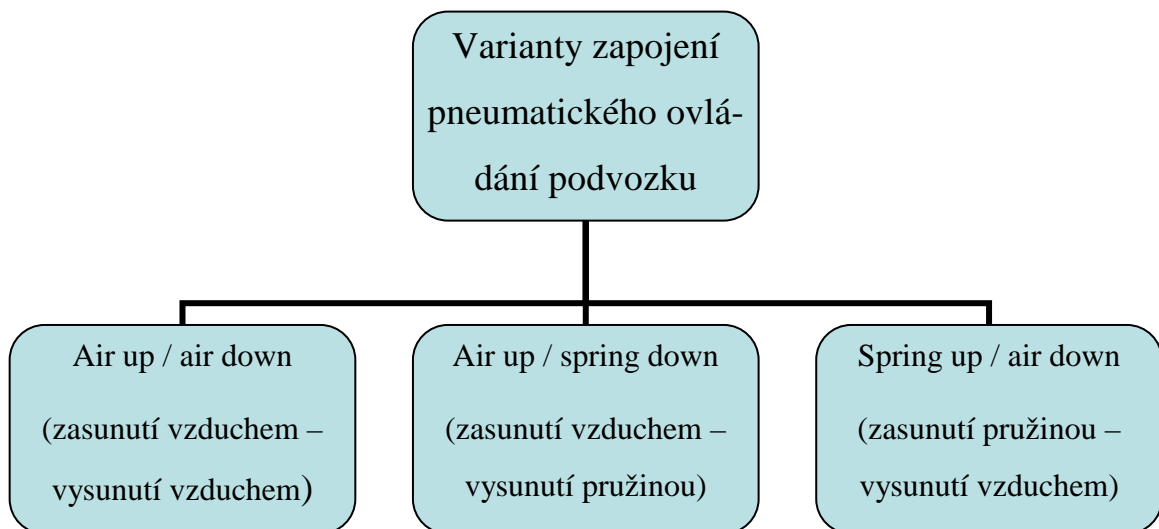 Varianty zapojení
pneumatického ovlá-
dání podvozku
Air up / air down
(zasunutí vzduchem –
vysunutí vzduchem)
Air up / spring down
(zasunutí vzduchem –
vysunutí pružinou)
Spring up / air down
(zasunutí pružinou –
vysunutí vzduchem)